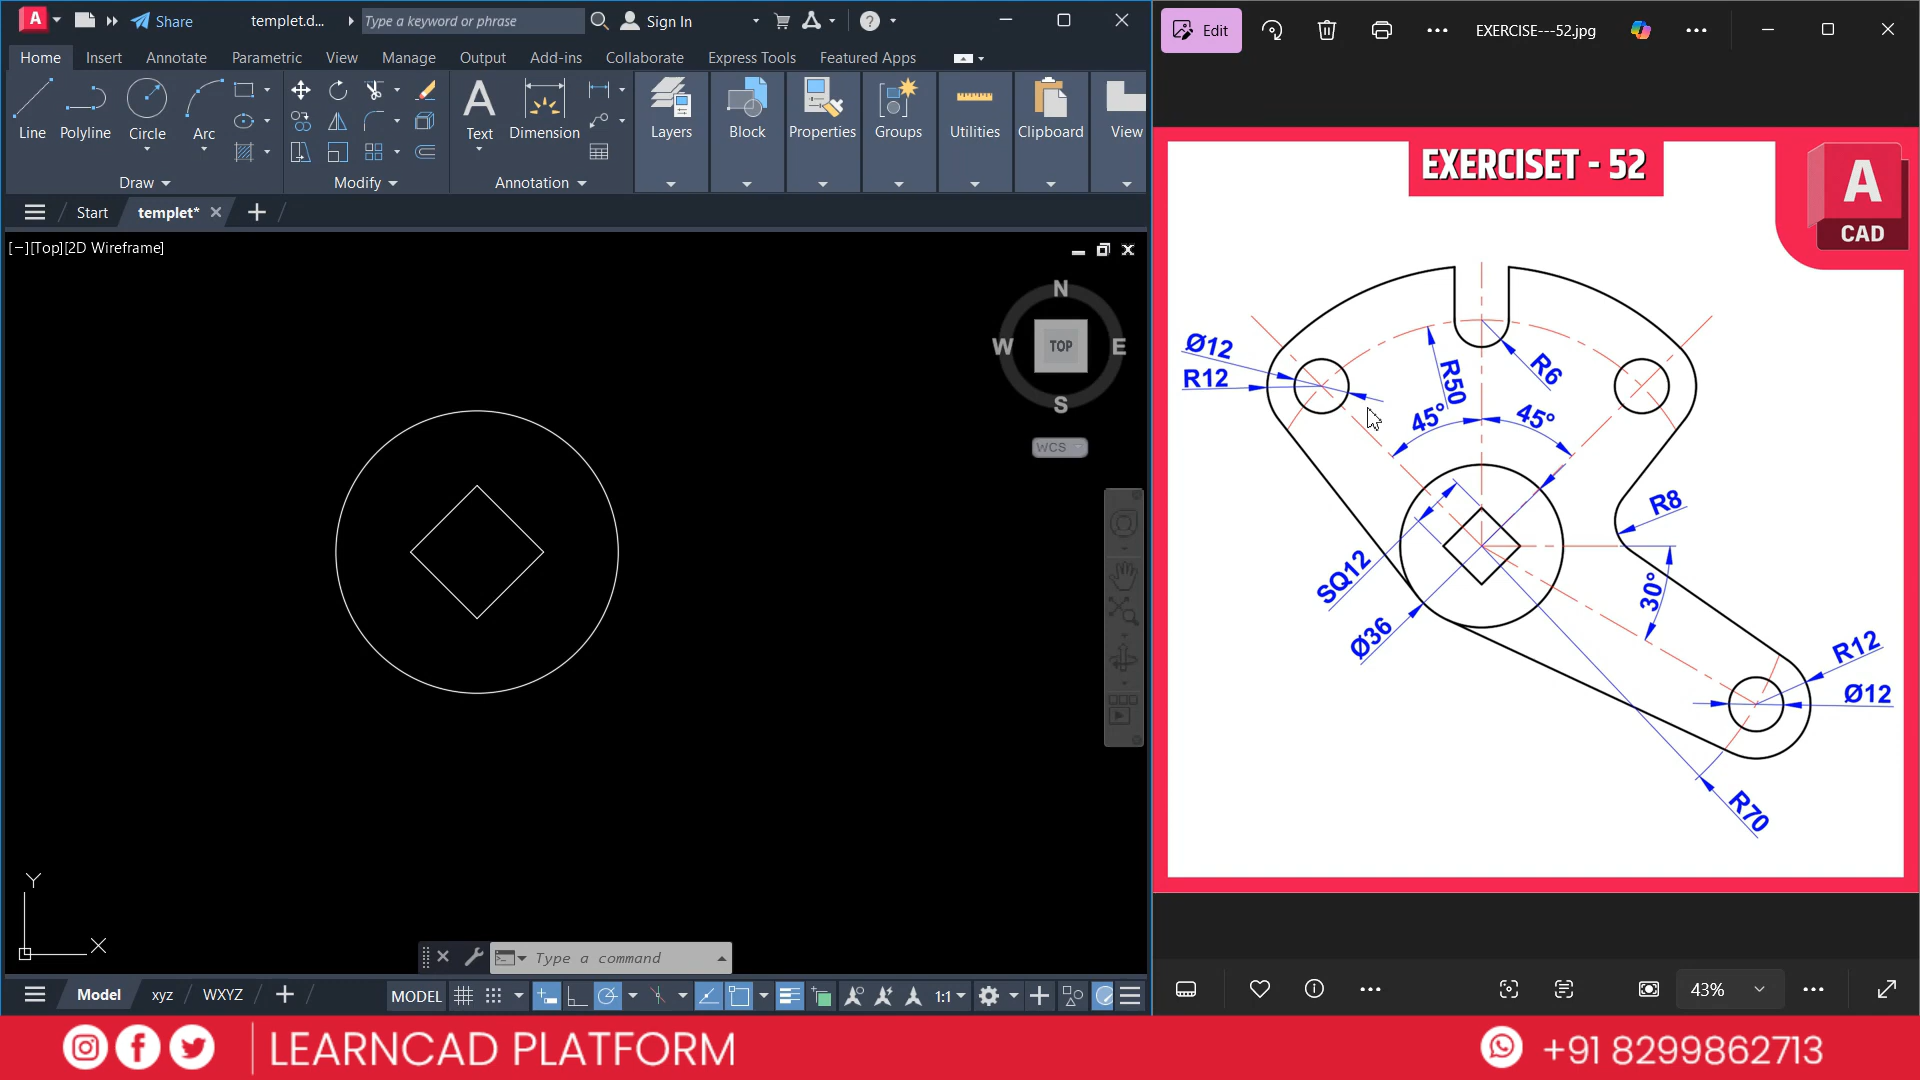 A Share templet.d... Type a keyword or phrase Sign In ?
Home Insert Annotate Parametric View Manage Output Add-ins Collaborate Express Tools Featured Apps
Line Polyline Circle Arc Text Dimension Layers Block Properties Groups Utilities Clipboard View
Draw Modify Annotation
Start templet*
[−][Top][2D Wireframe]
N
W TOP E
S
WCS
Y
X
Type a command
Model xyz WXYZ MODEL 1:1
Edit EXERCISE---52.jpg
EXERCISET - 52
A
CAD
Ø12
R12
R50
R6
45°
45°
R8
SQ12
30°
Ø36
R12
Ø12
R70
43%
LEARNCAD PLATFORM
+91 8299862713